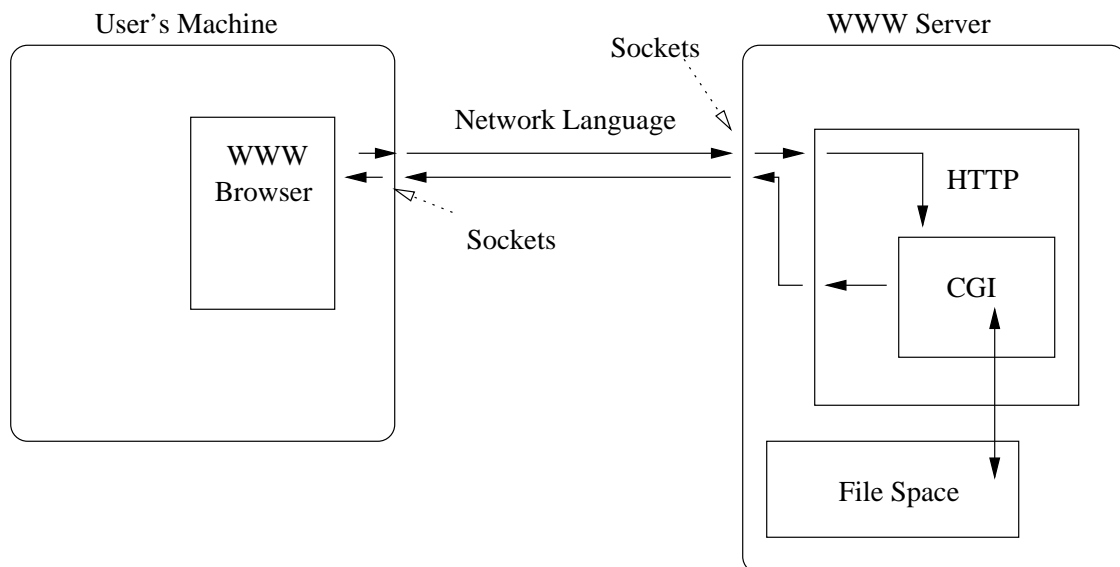 User's Machine
WWW Server
Sockets
Network Language
WWW
Browser
HTTP
Sockets
CGI
File Space